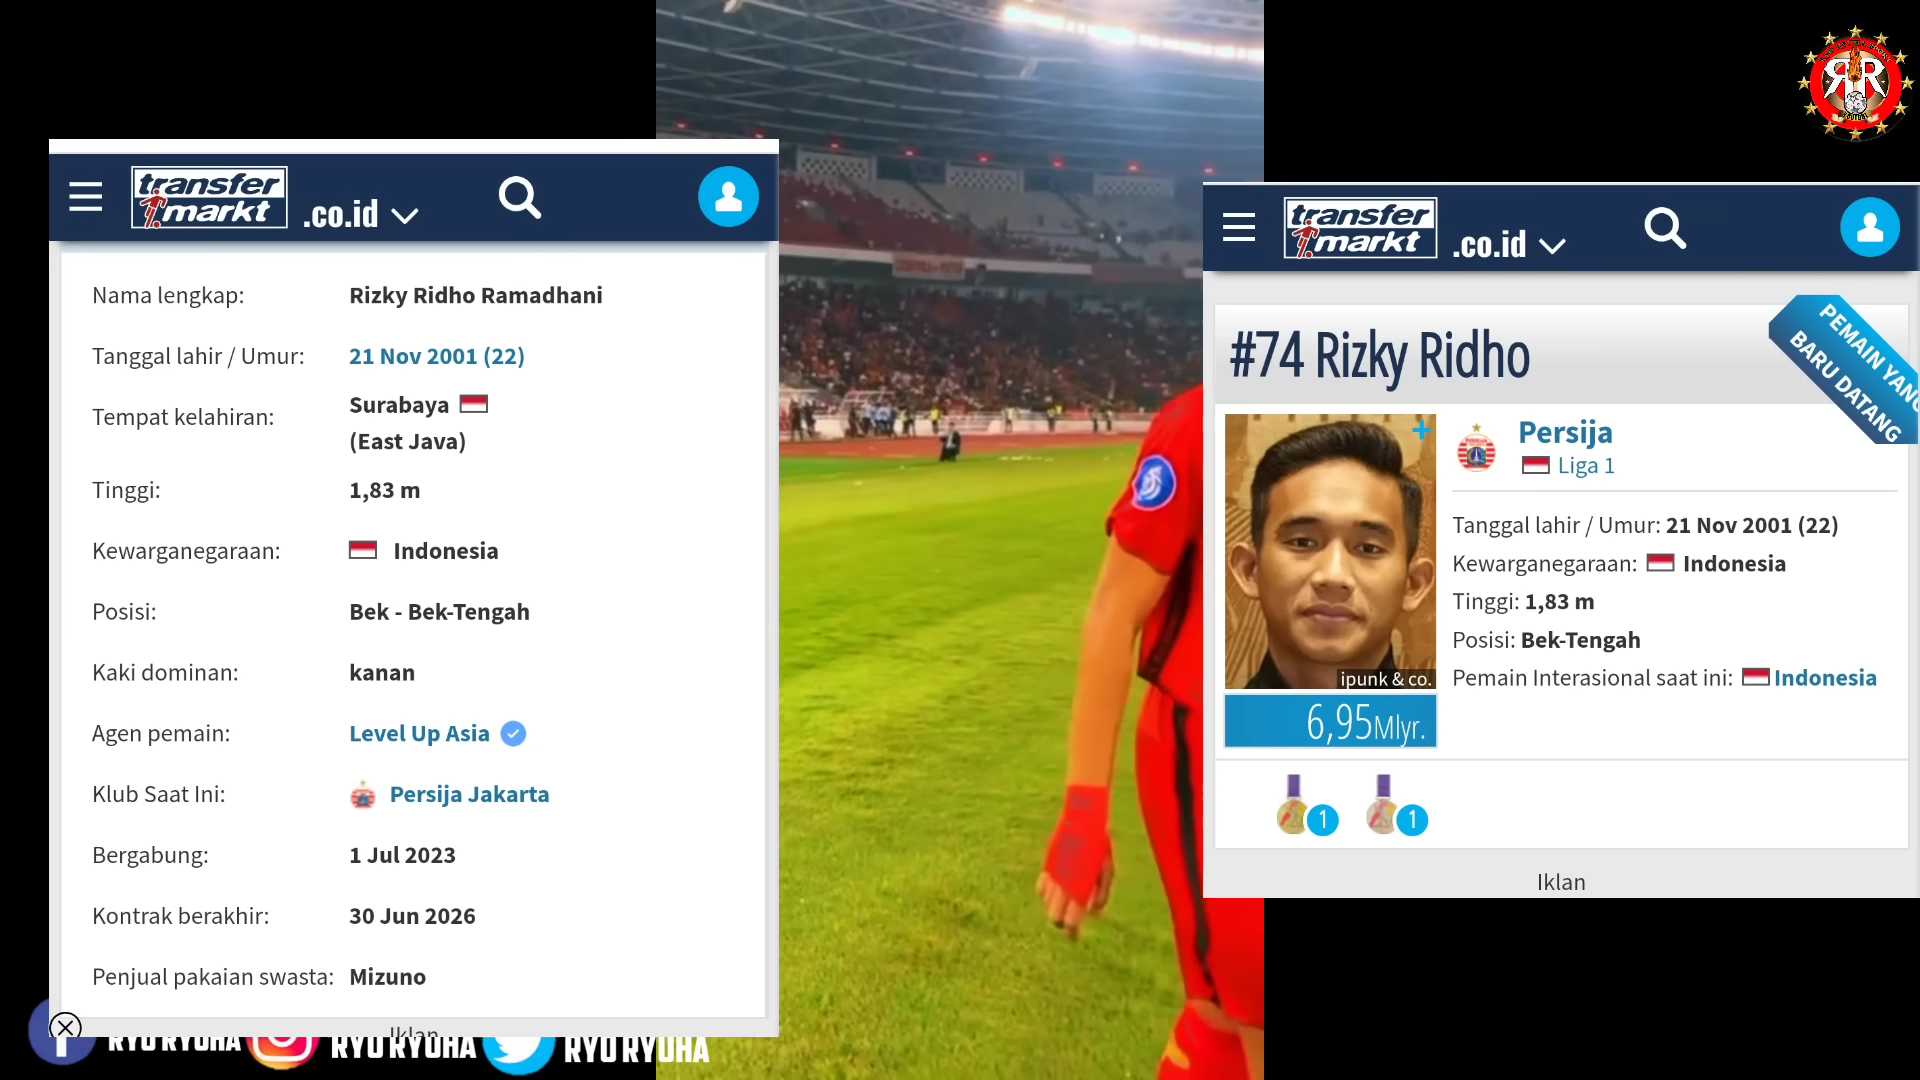 transfer
markt
.co.id
Nama lengkap: Rizky Ridho Ramadhani
Tanggal lahir / Umur: 21 Nov 2001 (22)
Tempat kelahiran: Surabaya
(East Java)
Tinggi: 1,83 m
Kewarganegaraan: Indonesia
Posisi: Bek - Bek-Tengah
Kaki dominan: kanan
Agen pemain: Level Up Asia
Klub Saat Ini: Persija Jakarta
Bergabung: 1 Jul 2023
Kontrak berakhir: 30 Jun 2026
Penjual pakaian swasta: Mizuno
Iklan
RYU RYUHA
RYU RYUHA
RYU RYUHA
transfer
markt
.co.id
#74 Rizky Ridho
PEMAIN YANG
BARU DATANG
Persija
Liga 1
Tanggal lahir / Umur: 21 Nov 2001 (22)
Kewarganegaraan: Indonesia
Tinggi: 1,83 m
Posisi: Bek-Tengah
Pemain Interasional saat ini: Indonesia
ipunk & co.
6,95Mlyr.
1
1
Iklan